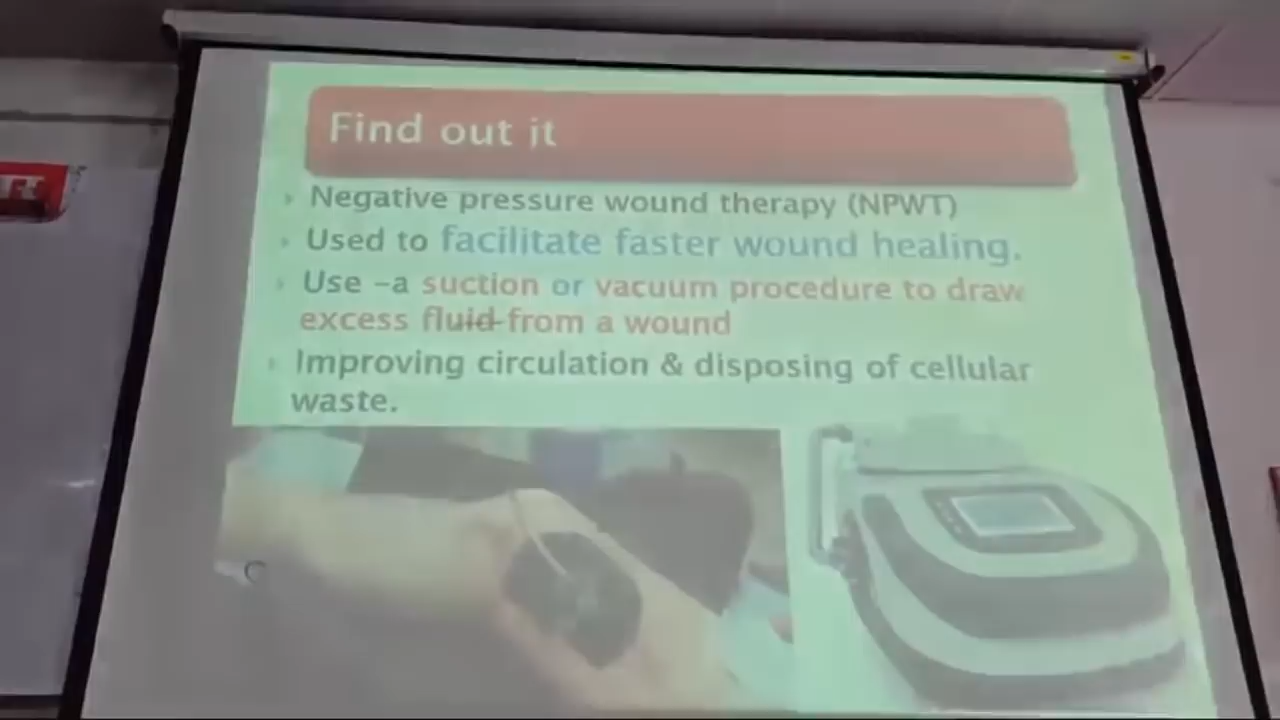 Find out it
Negative pressure wound therapy (NPWT)
Used to facilitate faster wound healing.
Use –a suction or vacuum procedure to draw
excess fluid from a wound
Improving circulation & disposing of cellular
waste.